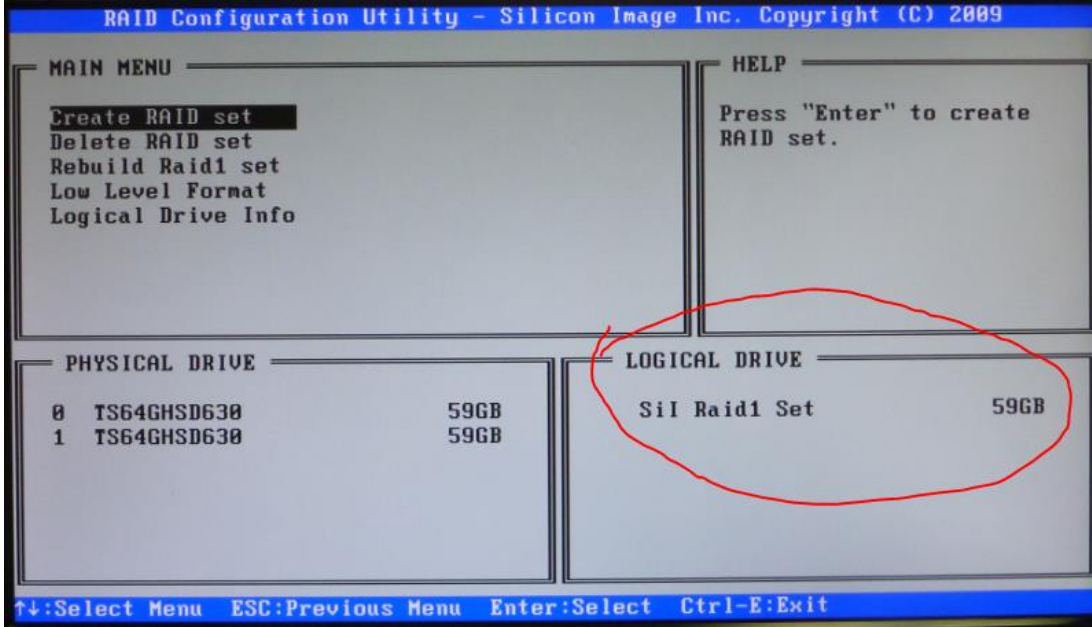 RAID Configuration Utility - Silicon Image Inc. Copyright (C) 2009
MAIN MENU
Create RAID set
Delete RAID set
Rebuild Raid1 set
Low Level Format
Logical Drive Info
HELP
Press "Enter" to create
RAID set.
PHYSICAL DRIVE
0 TS64GHSD630 59GB
1 TS64GHSD630 59GB
LOGICAL DRIVE
SiI Raid1 Set 59GB
↑↓:Select Menu ESC:Previous Menu Enter:Select Ctrl-E:Exit